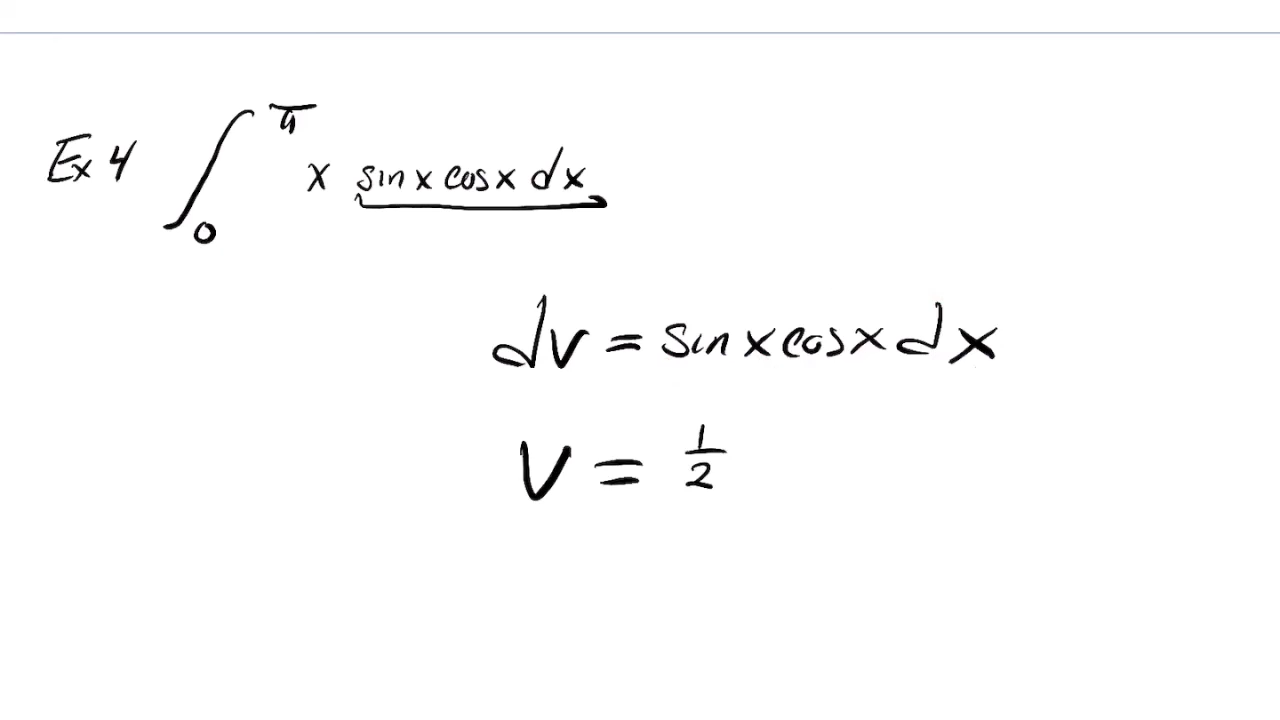 Ex 4 ∫₀^π x sin x cos x dx
dv = sin x cos x dx
v = 1/2